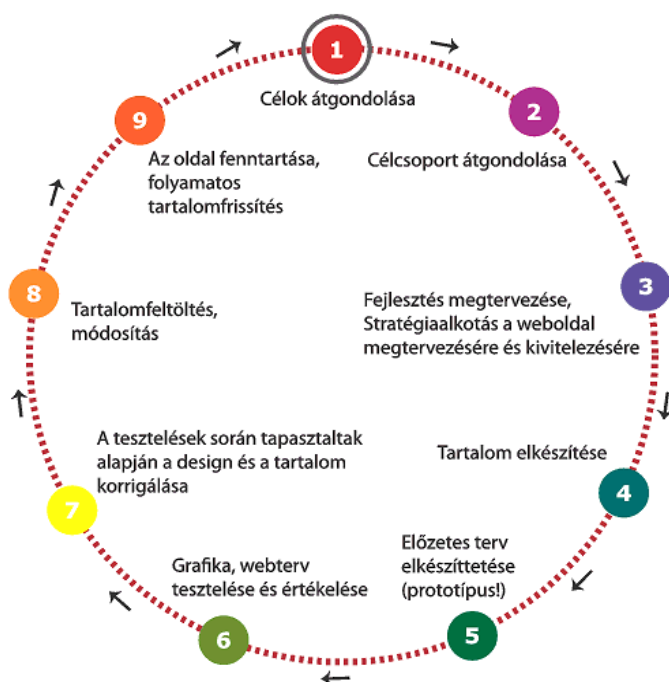 1
Célok átgondolása
2
Célcsoport átgondolása
3
Fejlesztés megtervezése,
Stratégiaalkotás a weboldal
megtervezésére és kivitelezésére
4
Tartalom elkészítése
5
Előzetes terv
elkészíttetése
(prototípus!)
6
Grafika, webterv
tesztelése és értékelése
7
A tesztelések során tapasztaltak
alapján a design és a tartalom
korrigálása
8
Tartalomfeltöltés,
módosítás
9
Az oldal fenntartása,
folyamatos
tartalomfrissítés